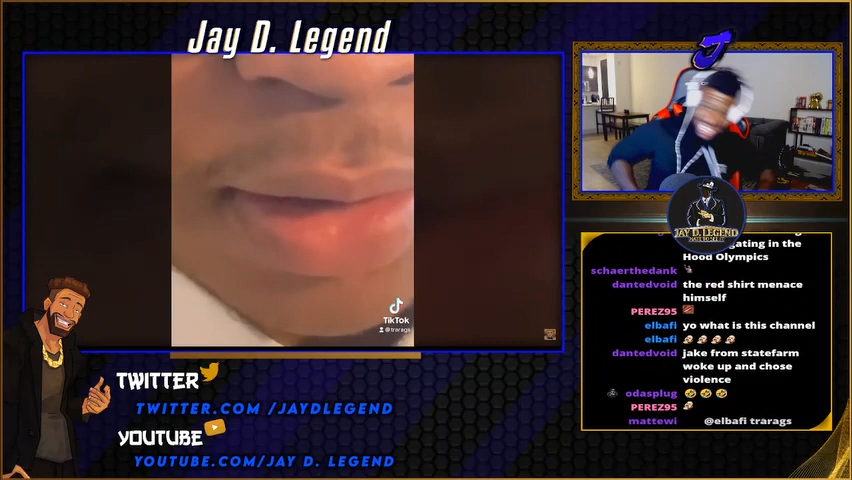 Jay D. Legend
J
TikTok
@trarags
JAY D. LEGEND
gating in the
Hood Olympics
schaerthedank
dantedvoid the red shirt menace
himself
PEREZ95
elbafi yo what is this channel
elbafi
dantedvoid jake from statefarm
woke up and chose
violence
odasplug
PEREZ95
mattewi @elbafi trarags
TWITTER
TWITTER.COM /JAYDLEGEND
YOUTUBE
YOUTUBE.COM/JAY D. LEGEND